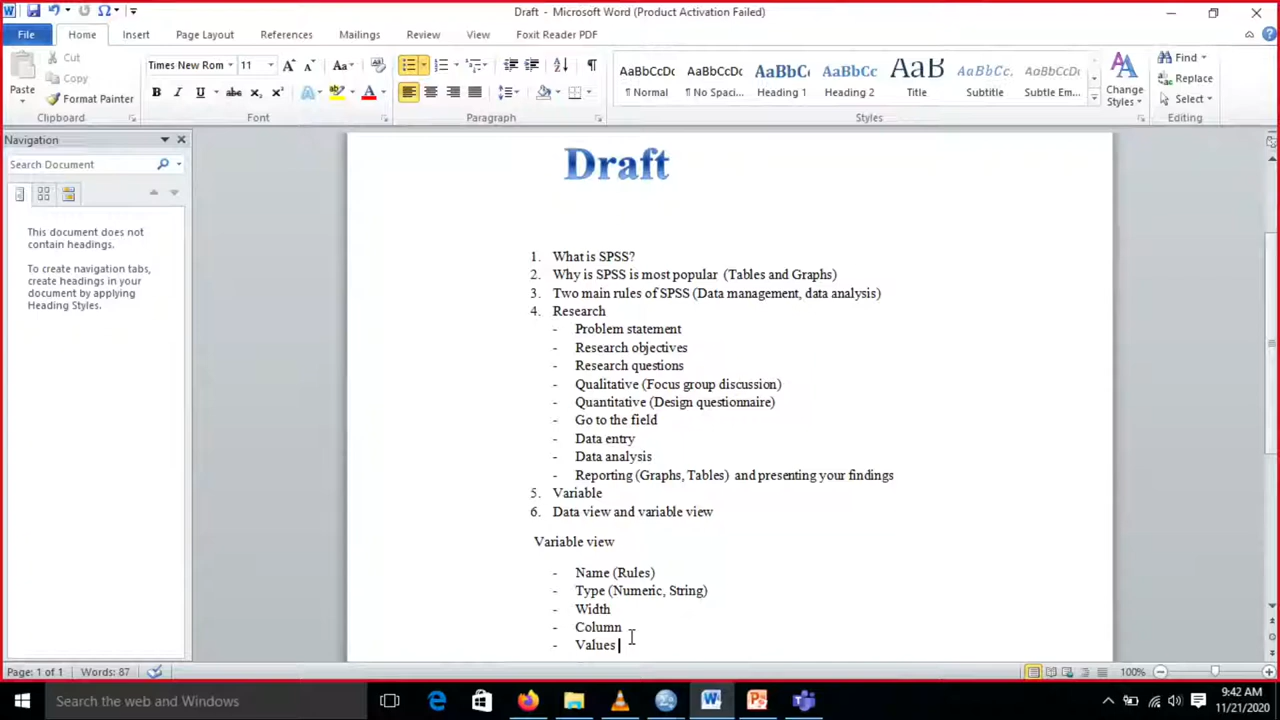 Draft - Microsoft Word (Product Activation Failed)
File Home Insert Page Layout References Mailings Review View Foxit Reader PDF
Cut
Copy
Format Painter
Paste
Clipboard
Times New Rom 11
Font
Paragraph
AaBbCcDc AaBbCcDc AaBbC AaBbCc AaB AaBbCcD AaBbCcDc
¶ Normal ¶ No Spaci... Heading 1 Heading 2 Title Subtitle Subtle Em...
Change Styles
Styles
Find
Replace
Select
Editing
Navigation
Search Document
This document does not
contain headings.
To create navigation tabs,
create headings in your
document by applying
Heading Styles.
Draft
1. What is SPSS?
2. Why is SPSS is most popular (Tables and Graphs)
3. Two main rules of SPSS (Data management, data analysis)
4. Research
- Problem statement
- Research objectives
- Research questions
- Qualitative (Focus group discussion)
- Quantitative (Design questionnaire)
- Go to the field
- Data entry
- Data analysis
- Reporting (Graphs, Tables) and presenting your findings
5. Variable
6. Data view and variable view
Variable view
- Name (Rules)
- Type (Numeric, String)
- Width
- Column
- Values
Page: 1 of 1 Words: 87 100%
Search the web and Windows
9:42 AM
11/21/2020